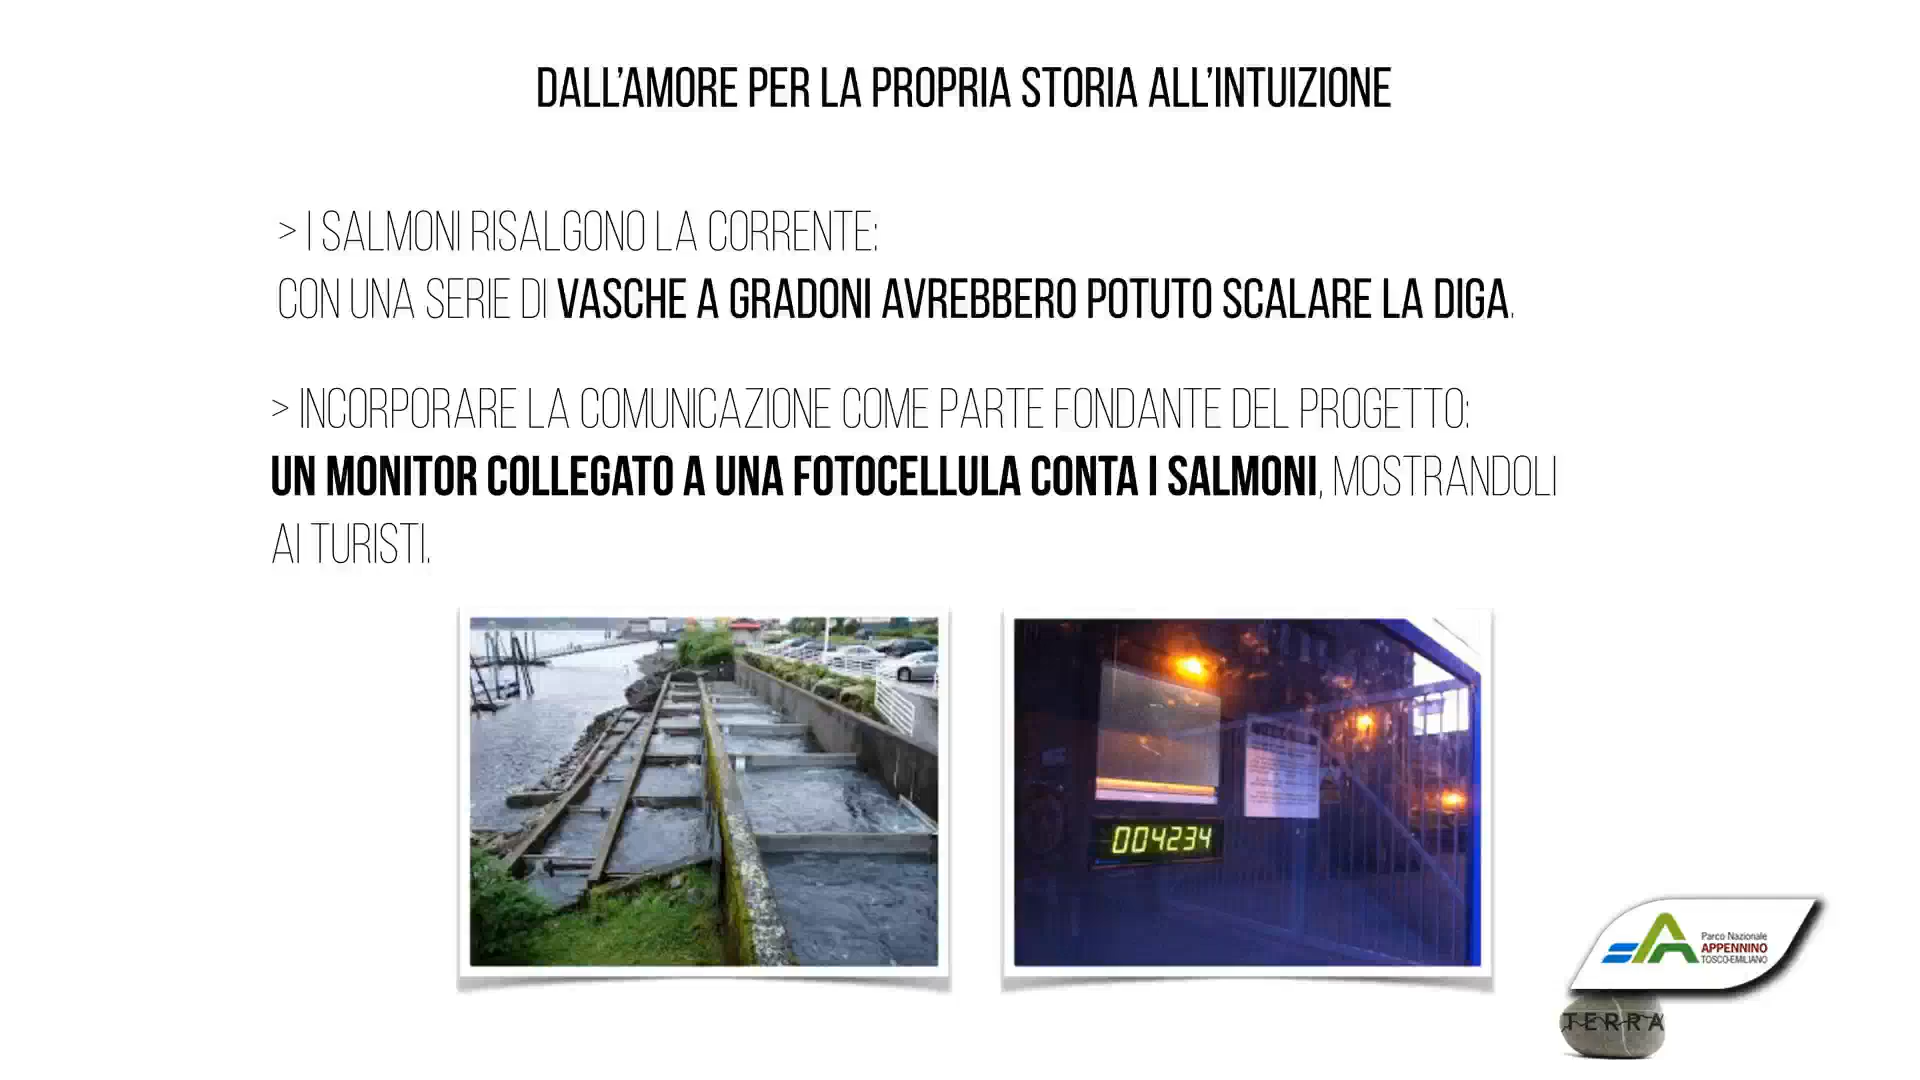 DALL’AMORE PER LA PROPRIA STORIA ALL’INTUIZIONE
> I SALMONI RISALGONO LA CORRENTE:
CON UNA SERIE DI VASCHE A GRADONI AVREBBERO POTUTO SCALARE LA DIGA.
> INCORPORARE LA COMUNICAZIONE COME PARTE FONDANTE DEL PROGETTO:
UN MONITOR COLLEGATO A UNA FOTOCELLULA CONTA I SALMONI, MOSTRANDOLI
AI TURISTI.
004234
Parco Nazionale
APPENNINO
TOSCO-EMILIANO
TERRA